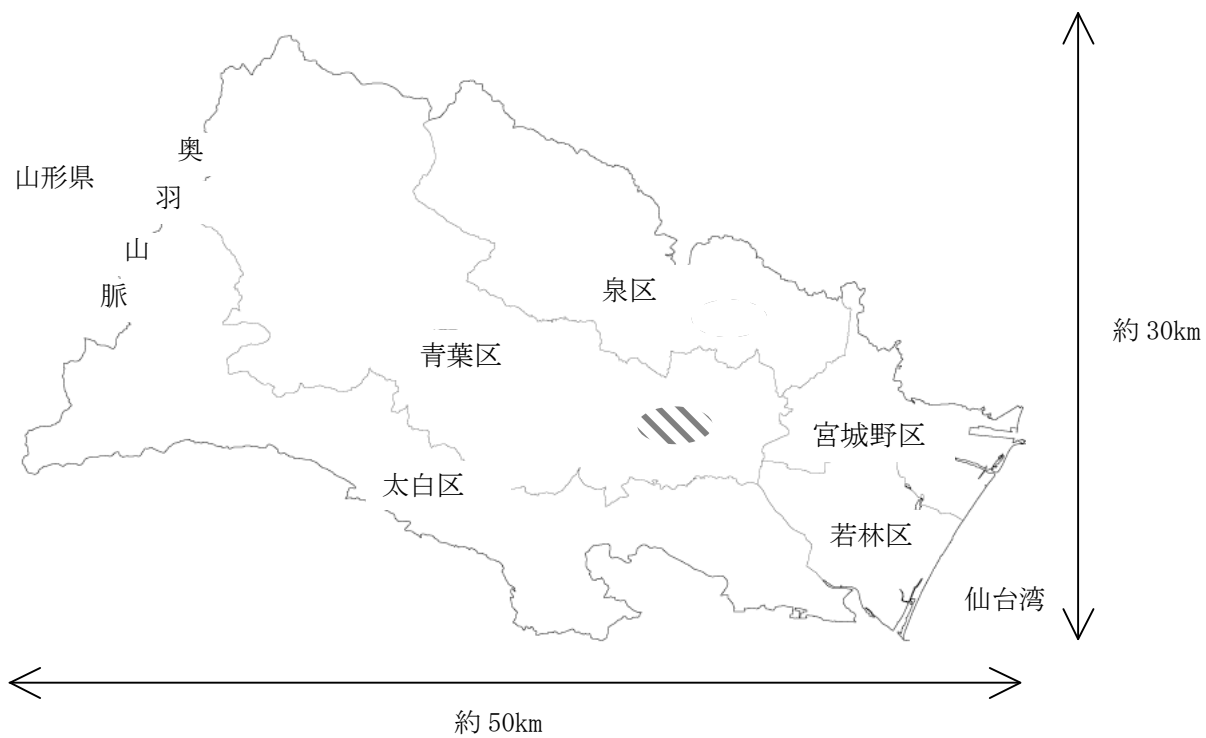 奥羽山脈
山形県
泉区
約 30km
青葉区
宮城野区
太白区
若林区
仙台湾
約 50km